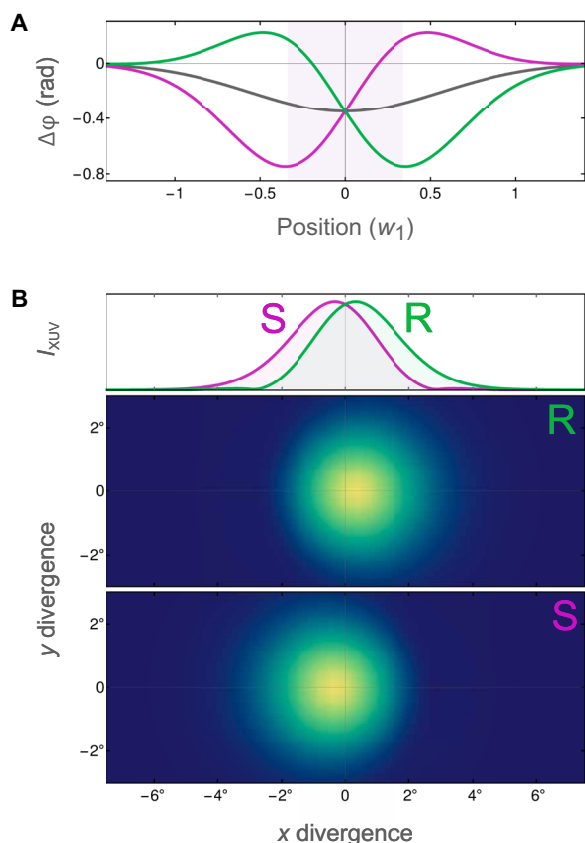 A
Δφ (rad)
0
−0.4
−0.8
−1
−0.5
0
0.5
1
Position (w₁)
B
I_XUV
S
R
R
2°
0
−2°
S
2°
0
−2°
y divergence
−6°
−4°
−2°
0
2°
4°
6°
x divergence